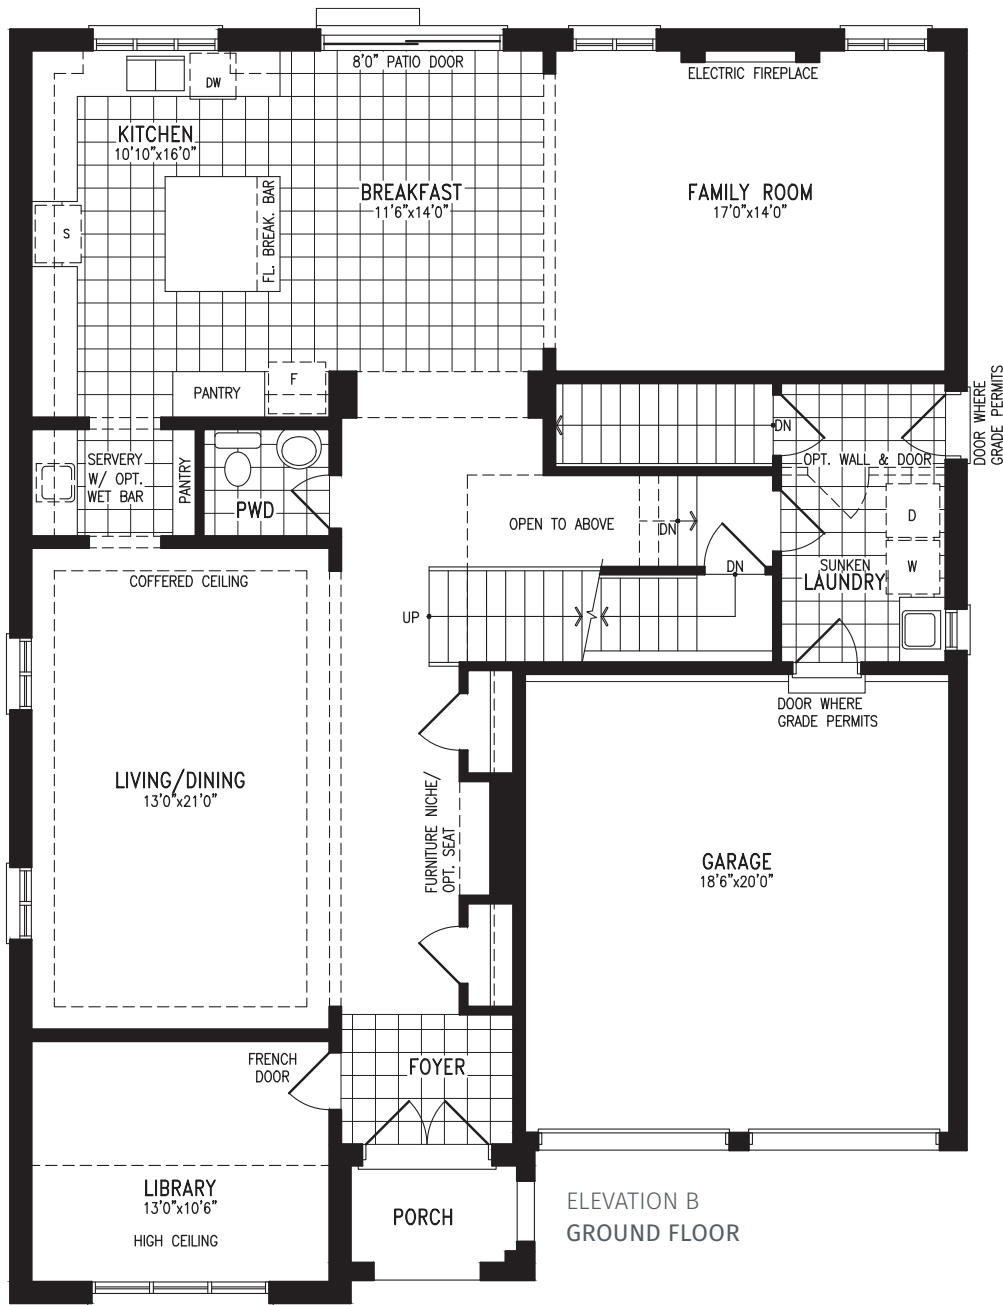 8'0" PATIO DOOR
ELECTRIC FIREPLACE
DW
KITCHEN
10'10"x16'0"
BREAKFAST
11'6"x14'0"
FAMILY ROOM
17'0"x14'0"
S
FL. BREAK. BAR
F
PANTRY
DOOR WHERE
GRADE PERMITS
DN
OPT. WALL & DOOR
SERVERY
W/ OPT.
WET BAR
PANTRY
PWD
OPEN TO ABOVE
DN
D
DN
SUNKEN
LAUNDRY
W
COFFERED CEILING
UP
DOOR WHERE
GRADE PERMITS
LIVING/DINING
13'0"x21'0"
FURNITURE NICHE/
OPT. SEAT
GARAGE
18'6"x20'0"
FRENCH
DOOR
FOYER
LIBRARY
13'0"x10'6"
HIGH CEILING
PORCH
ELEVATION B
GROUND FLOOR